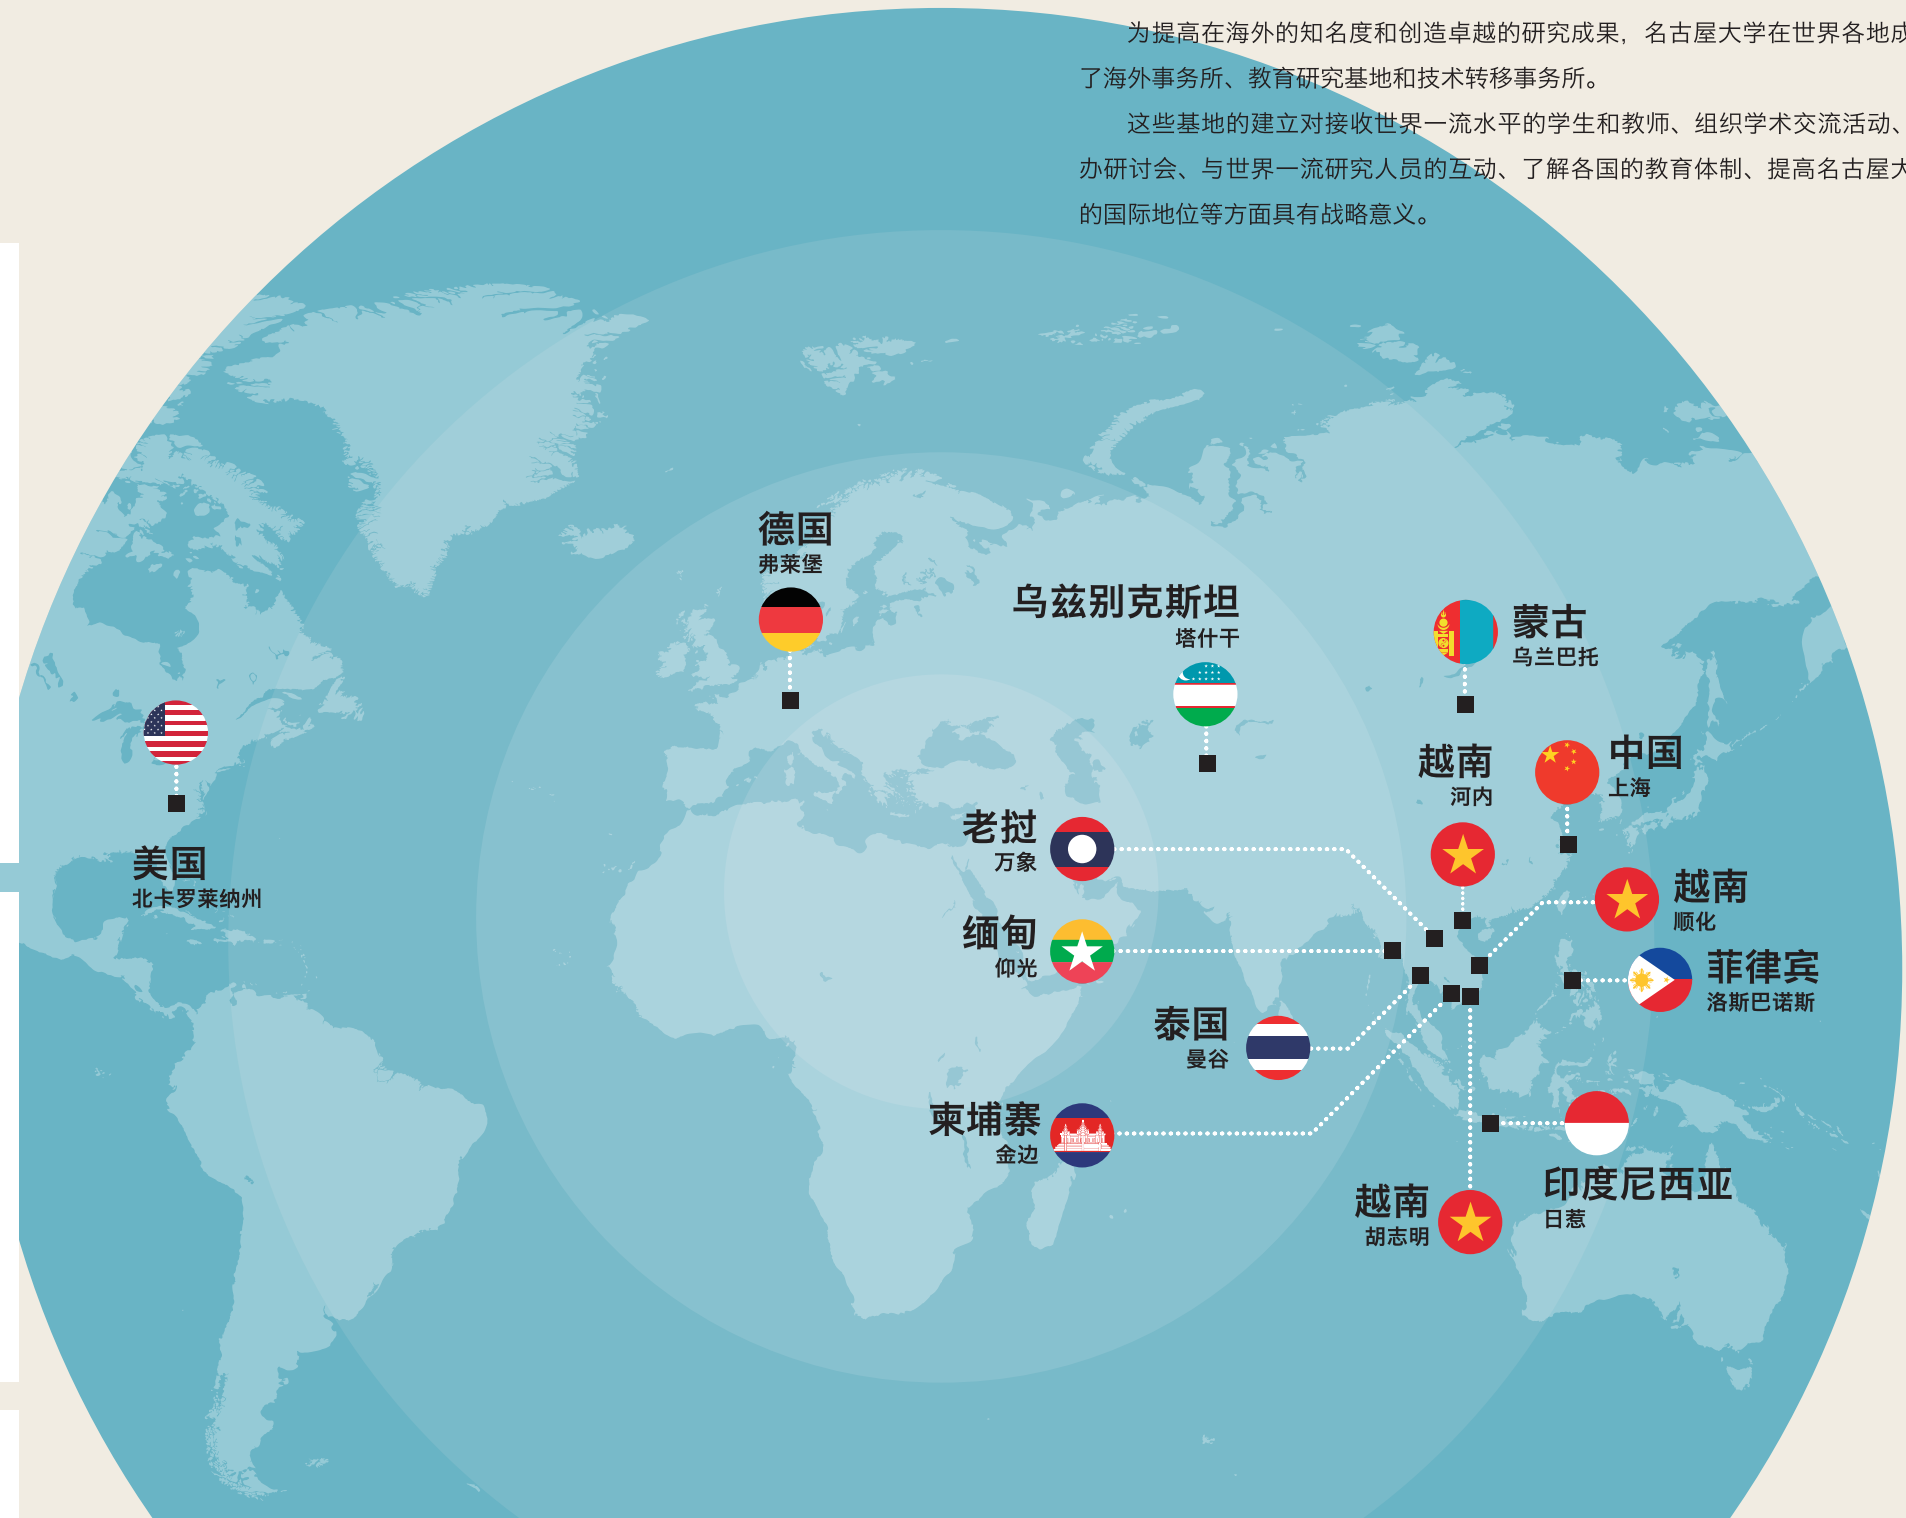 为提高在海外的知名度和创造卓越的研究成果，名古屋大学在世界各地成
了海外事务所、教育研究基地和技术转移事务所。
这些基地的建立对接收世界一流水平的学生和教师、组织学术交流活动、
办研讨会、与世界一流研究人员的互动、了解各国的教育体制、提高名古屋大
的国际地位等方面具有战略意义。
德国
弗莱堡
乌兹别克斯坦
塔什干
蒙古
乌兰巴托
美国
北卡罗莱纳州
越南
河内
中国
上海
老挝
万象
越南
顺化
缅甸
仰光
菲律宾
洛斯巴诺斯
泰国
曼谷
柬埔寨
金边
越南
胡志明
印度尼西亚
日惹